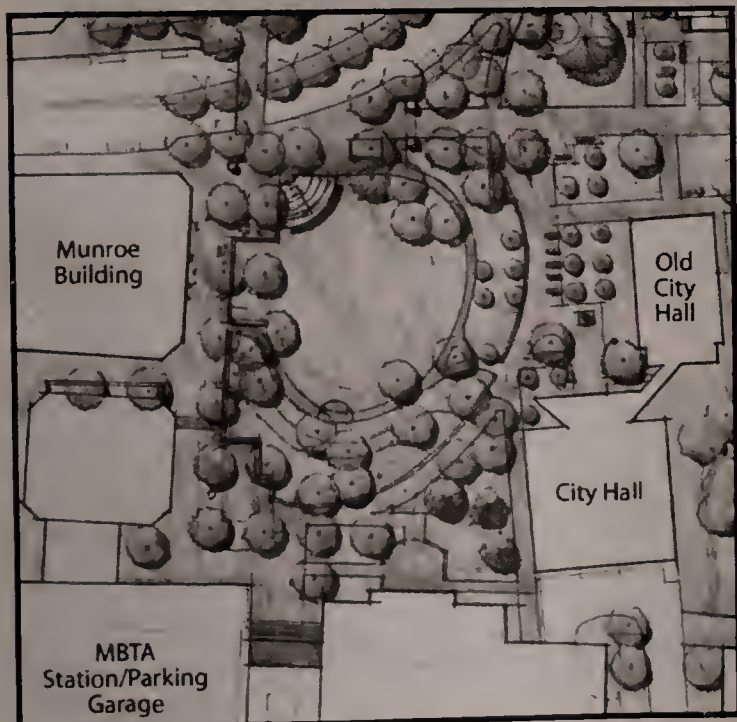 Munroe
Building
Old
City
Hall
City Hall
MBTA
Station/Parking
Garage